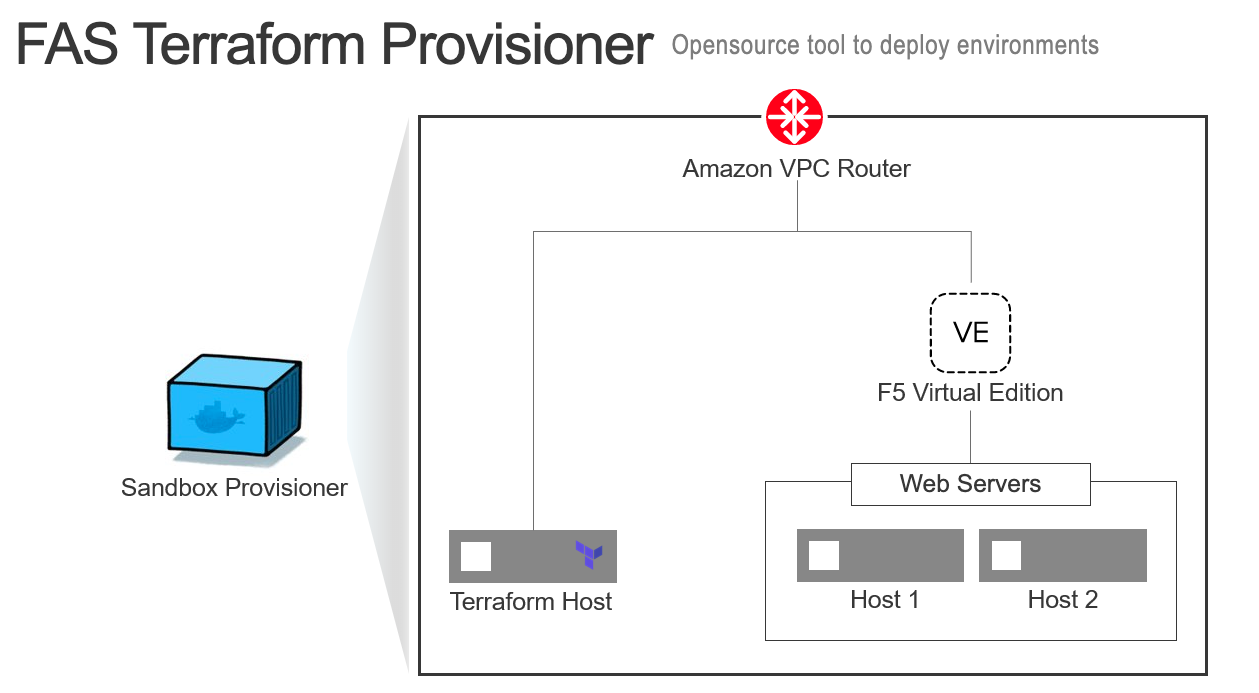 FAS Terraform Provisioner
Opensource tool to deploy environments
Amazon VPC Router
VE
F5 Virtual Edition
Sandbox Provisioner
Web Servers
Terraform Host
Host 1
Host 2